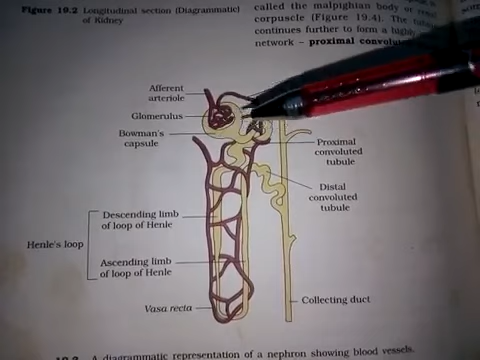 Figure 19.2 Longitudinal section (Diagrammatic)
of Kidney
called the malpighian body or renal
corpuscle (Figure 19.4). The tubule
continues further to form a highly
network – proximal convoluted
Afferent
arteriole
Glomerulus
Bowman's
capsule
Proximal
convoluted
tubule
Distal
convoluted
tubule
Descending limb
of loop of Henle
Henle's loop
Ascending limb
of loop of Henle
Vasa recta
Collecting duct
A diagrammatic representation of a nephron showing blood vessels.